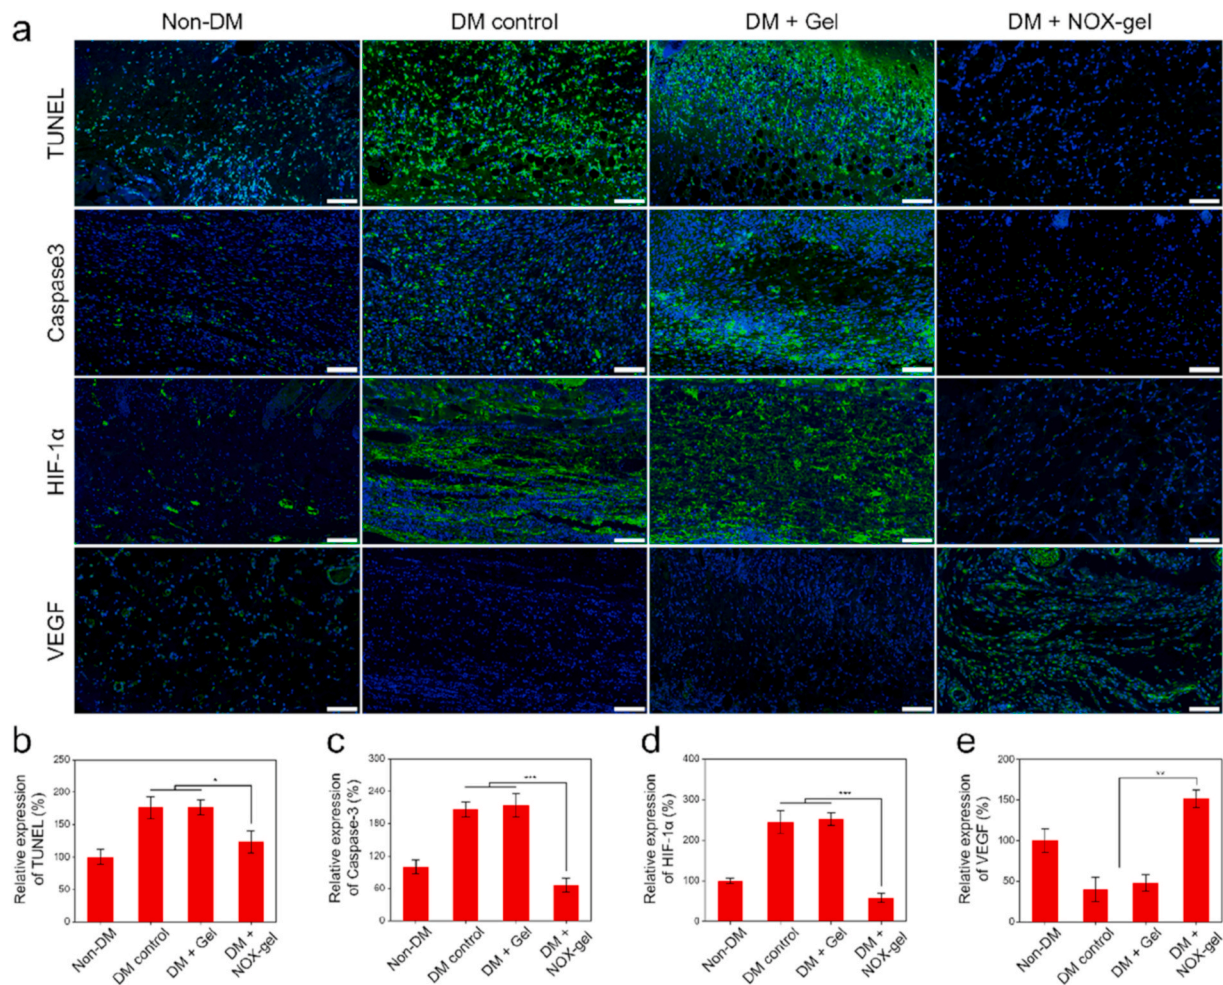 a
Non-DM
DM control
DM + Gel
DM + NOX-gel
TUNEL
Caspase3
HIF-1α
VEGF
b
Relative expression
of TUNEL (%)
250
200
150
100
50
0
*
Non-DM
DM control
DM + Gel
DM +
NOX-gel
c
Relative expression
of Caspase-3 (%)
300
240
180
120
60
0
***
Non-DM
DM control
DM + Gel
DM +
NOX-gel
d
Relative expression
of HIF-1α (%)
400
300
200
100
0
***
Non-DM
DM control
DM + Gel
DM +
NOX-gel
e
Relative expression
of VEGF (%)
200
150
100
50
0
**
Non-DM
DM control
DM + Gel
DM +
NOX-gel